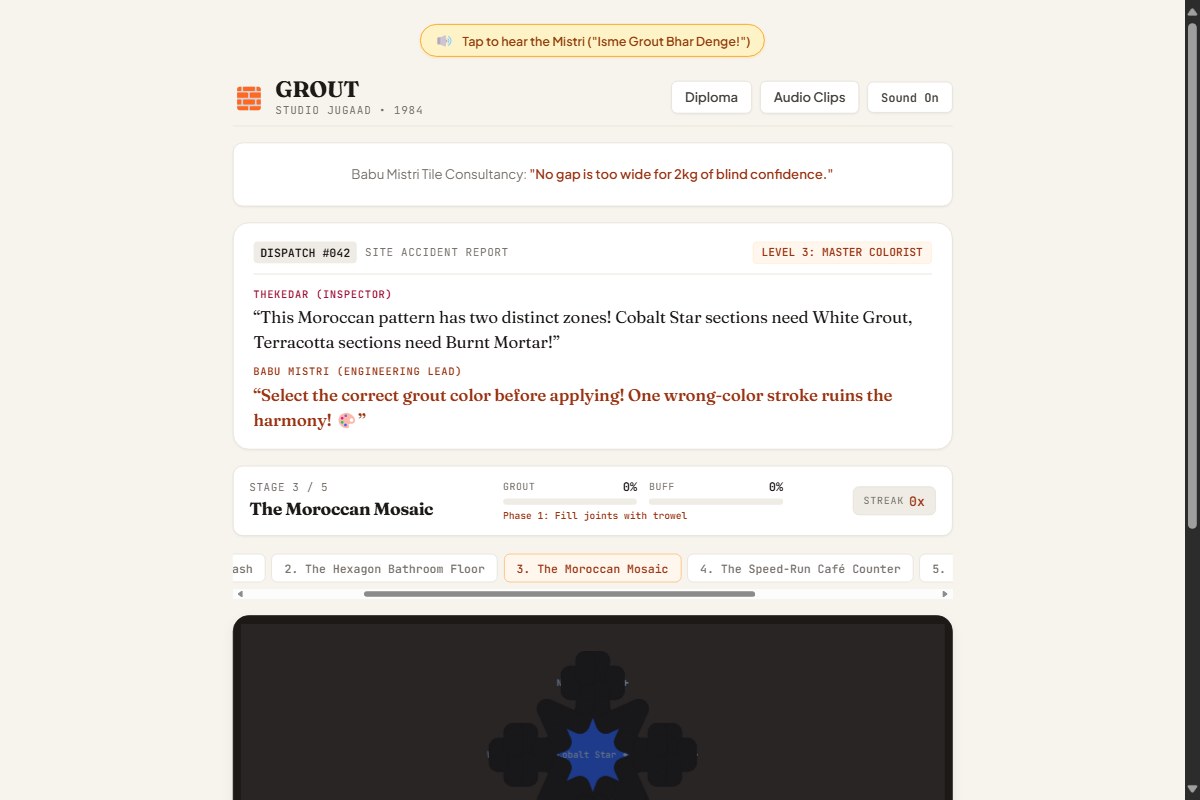 Tap to hear the Mistri ("Isme Grout Bhar Denge!")
GROUT
STUDIO JUGAAD • 1984
Diploma
Audio Clips
Sound On
Babu Mistri Tile Consultancy: "No gap is too wide for 2kg of blind confidence."
DISPATCH #042
SITE ACCIDENT REPORT
LEVEL 3: MASTER COLORIST
THEKEDAR (INSPECTOR)
“This Moroccan pattern has two distinct zones! Cobalt Star sections need White Grout,
Terracotta sections need Burnt Mortar!”
BABU MISTRI (ENGINEERING LEAD)
“Select the correct grout color before applying! One wrong-color stroke ruins the
harmony! 🎨”
STAGE 3 / 5
The Moroccan Mosaic
GROUT 0%
BUFF 0%
Phase 1: Fill joints with trowel
STREAK 0x
ash
2. The Hexagon Bathroom Floor
3. The Moroccan Mosaic
4. The Speed-Run Café Counter
5.
obalt Star